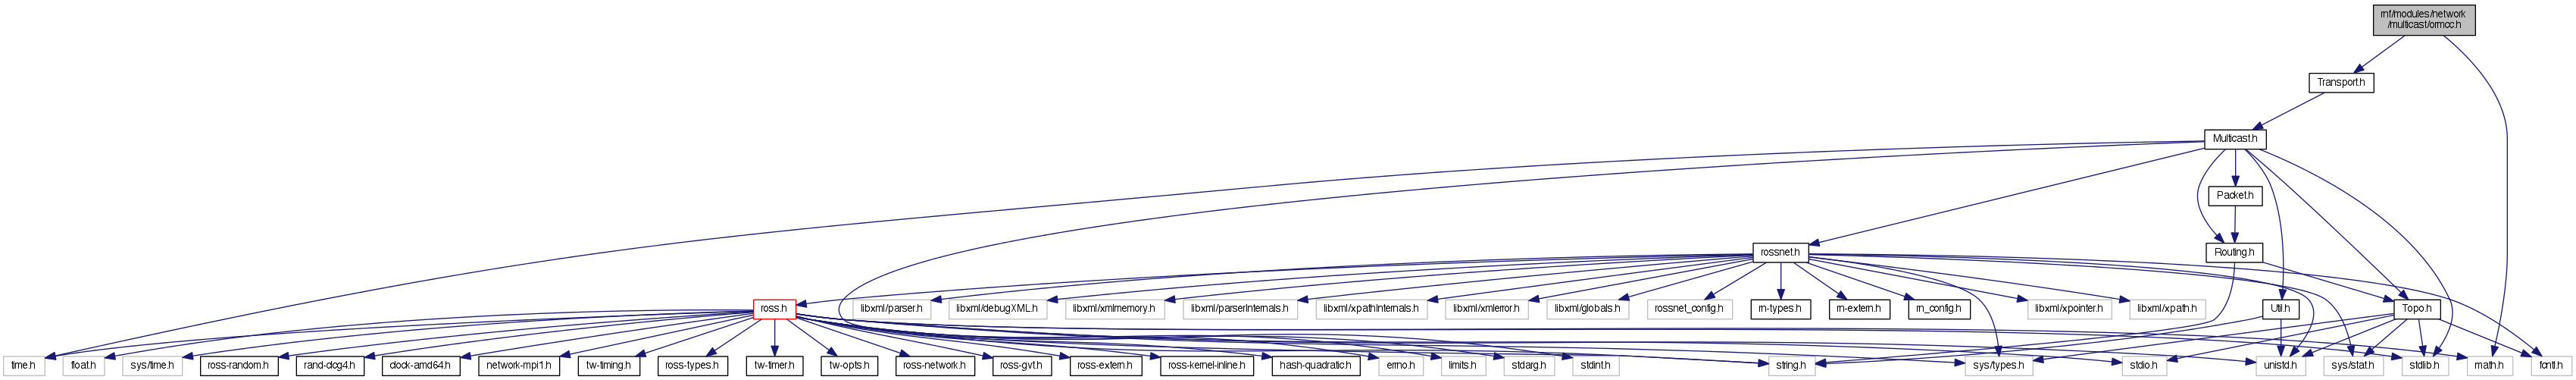 rnf/modules/network
/multicast/ormcc.h
Transport.h
Multicast.h
Packet.h
rossnet.h
Routing.h
ross.h
libxml/parser.h
libxml/debugXML.h
libxml/xmlmemory.h
libxml/parserInternals.h
libxml/xpathInternals.h
libxml/xmlerror.h
libxml/globals.h
rossnet_config.h
rn-types.h
rn-extern.h
rn_config.h
libxml/xpointer.h
libxml/xpath.h
Util.h
Topo.h
time.h
float.h
sys/time.h
ross-random.h
rand-clcg4.h
clock-amd64.h
network-mpi1.h
tw-timing.h
ross-types.h
tw-timer.h
tw-opts.h
ross-network.h
ross-gvt.h
ross-extern.h
ross-kernel-inline.h
hash-quadratic.h
errno.h
limits.h
stdarg.h
stdint.h
string.h
sys/types.h
stdio.h
unistd.h
sys/stat.h
stdlib.h
math.h
fcntl.h